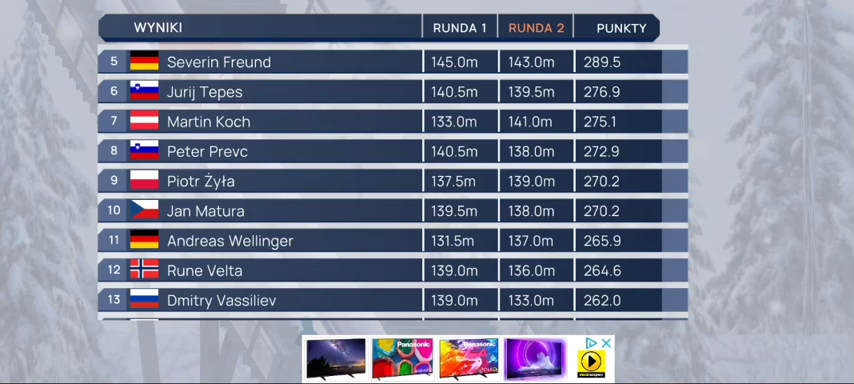 WYNIKI RUNDA 1 RUNDA 2 PUNKTY
5 Severin Freund 145.0m 143.0m 289.5
6 Jurij Tepes 140.5m 139.5m 276.9
7 Martin Koch 133.0m 141.0m 275.1
8 Peter Prevc 140.5m 138.0m 272.9
9 Piotr Żyła 137.5m 139.0m 270.2
10 Jan Matura 139.5m 138.0m 270.2
11 Andreas Wellinger 131.5m 137.0m 265.9
12 Rune Velta 139.0m 136.0m 264.6
13 Dmitry Vassiliev 139.0m 133.0m 262.0
Panasonic Panasonic